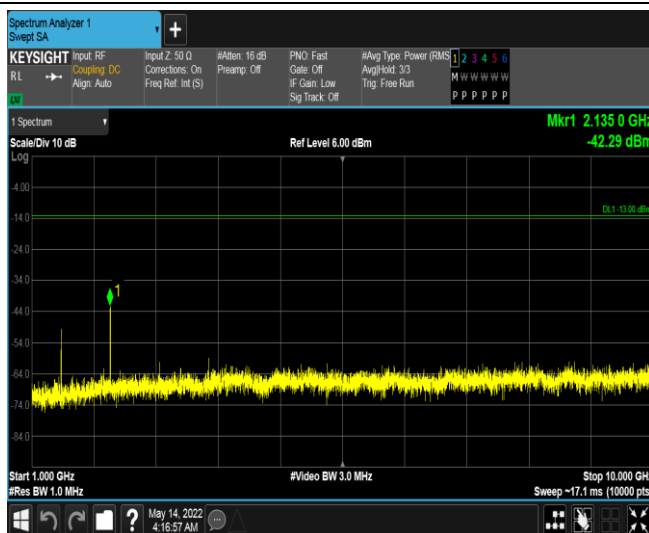 Spectrum Analyzer 1
Swept SA
+
KEYSIGHT
RL
Input: RF
Coupling: DC
Align: Auto
Input Z: 50 Ω
Corrections: On
Freq Ref: Int (S)
#Atten: 16 dB
Preamp: Off
PNO: Fast
Gate: Off
IF Gain: Low
Sig Track: Off
#Avg Type: Power (RMS
Avg|Hold: 3/3
Trig: Free Run
1 2 3 4 5 6
M W W W W W
P P P P P P
1 Spectrum
Scale/Div 10 dB
Ref Level 6.00 dBm
Mkr1 2.135 0 GHz
-42.29 dBm
Log
DL1 -13.00 dBm
-4.00
-14.0
-24.0
-34.0
1
-44.0
-54.0
-64.0
-74.0
-84.0
Start 1.000 GHz
#Res BW 1.0 MHz
#Video BW 3.0 MHz
Stop 10.000 GHz
Sweep ~17.1 ms (10000 pts
?
May 14, 2022
4:16:57 AM